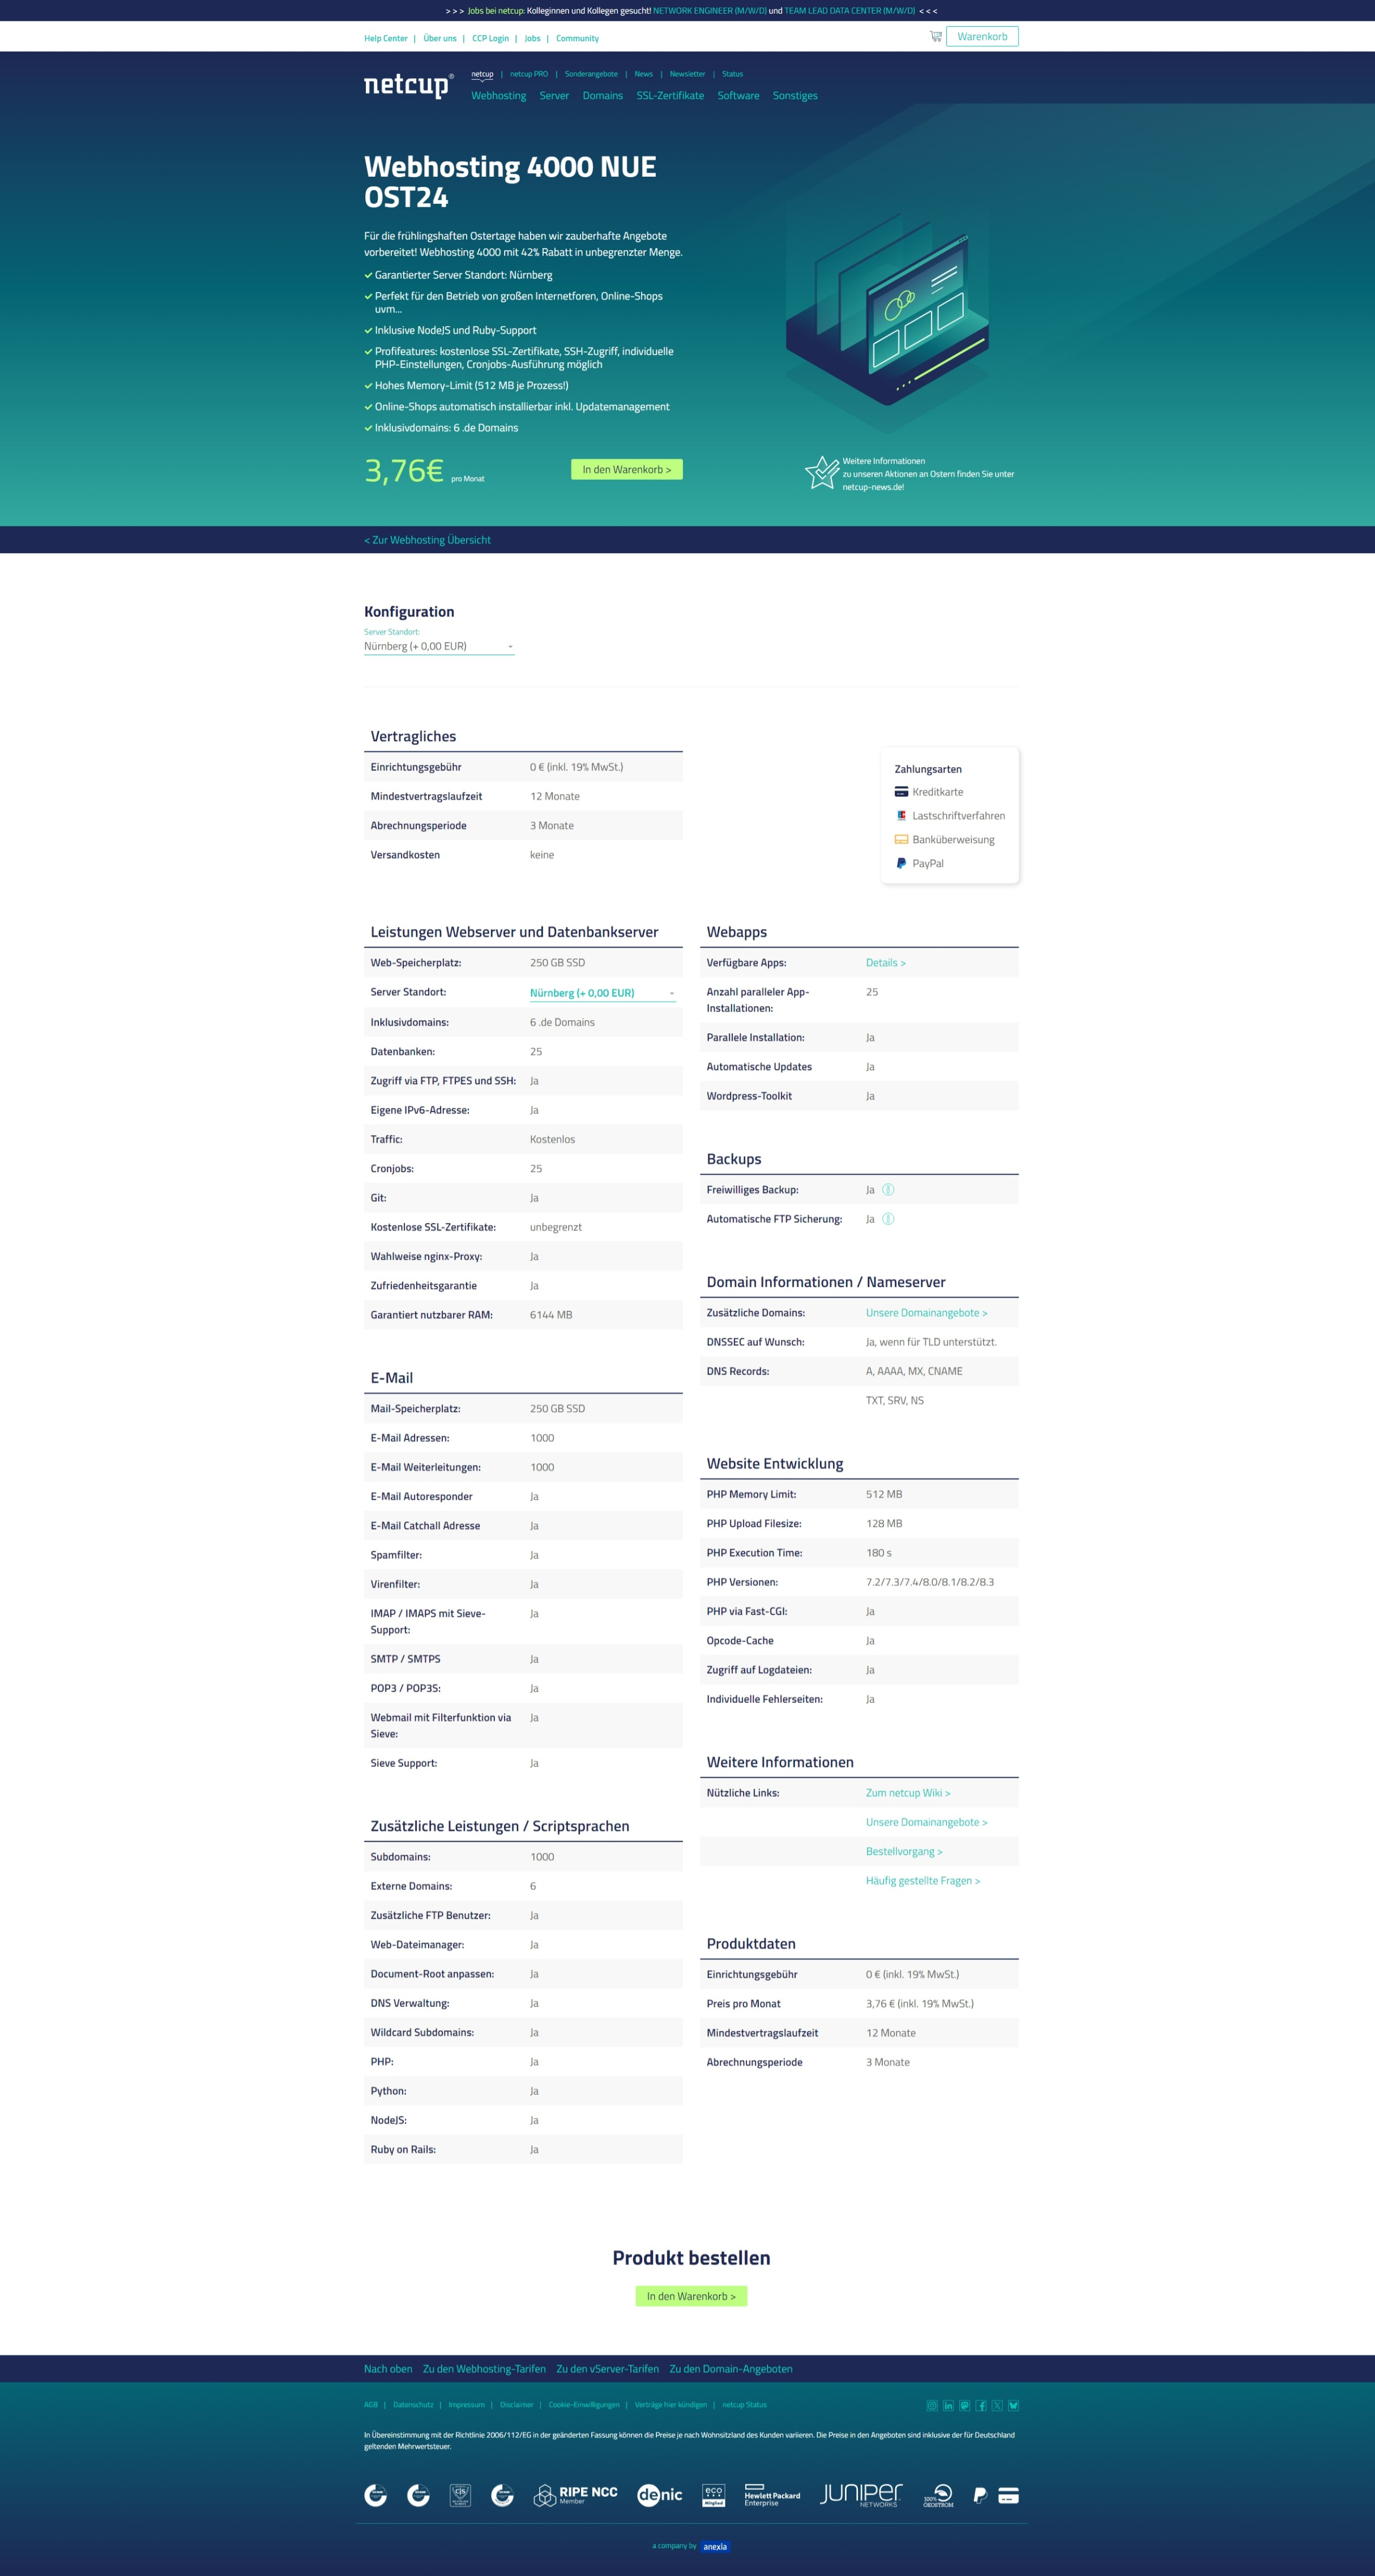 > > > Jobs bei netcup: Kolleginnen und Kollegen gesucht! NETWORK ENGINEER (M/W/D) und TEAM LEAD DATA CENTER (M/W/D) < < <
Help Center | Über uns | CCP Login | Jobs | Community
Warenkorb
netcup®
netcup | netcup PRO | Sonderangebote | News | Newsletter | Status
Webhosting Server Domains SSL-Zertifikate Software Sonstiges
Webhosting 4000 NUE
OST24
Für die frühlingshaften Ostertage haben wir zauberhafte Angebote
vorbereitet! Webhosting 4000 mit 42% Rabatt in unbegrenzter Menge.
Garantierter Server Standort: Nürnberg
Perfekt für den Betrieb von großen Internetforen, Online-Shops
uvm...
Inklusive NodeJS und Ruby-Support
Profifeatures: kostenlose SSL-Zertifikate, SSH-Zugriff, individuelle
PHP-Einstellungen, Cronjobs-Ausführung möglich
Hohes Memory-Limit (512 MB je Prozess!)
Online-Shops automatisch installierbar inkl. Updatemanagement
Inklusivdomains: 6 .de Domains
3,76€ pro Monat
In den Warenkorb >
Weitere Informationen
zu unseren Aktionen an Ostern finden Sie unter
netcup-news.de!
< Zur Webhosting Übersicht
Konfiguration
Server Standort:
Nürnberg (+ 0,00 EUR)
Vertragliches
Einrichtungsgebühr 0 € (inkl. 19% MwSt.)
Mindestvertragslaufzeit 12 Monate
Abrechnungsperiode 3 Monate
Versandkosten keine
Zahlungsarten
Kreditkarte
Lastschriftverfahren
Banküberweisung
PayPal
Leistungen Webserver und Datenbankserver
Web-Speicherplatz: 250 GB SSD
Server Standort: Nürnberg (+ 0,00 EUR)
Inklusivdomains: 6 .de Domains
Datenbanken: 25
Zugriff via FTP, FTPES und SSH: Ja
Eigene IPv6-Adresse: Ja
Traffic: Kostenlos
Cronjobs: 25
Git: Ja
Kostenlose SSL-Zertifikate: unbegrenzt
Wahlweise nginx-Proxy: Ja
Zufriedenheitsgarantie Ja
Garantiert nutzbarer RAM: 6144 MB
E-Mail
Mail-Speicherplatz: 250 GB SSD
E-Mail Adressen: 1000
E-Mail Weiterleitungen: 1000
E-Mail Autoresponder Ja
E-Mail Catchall Adresse Ja
Spamfilter: Ja
Virenfilter: Ja
IMAP / IMAPS mit Sieve- Ja
Support:
SMTP / SMTPS Ja
POP3 / POP3S: Ja
Webmail mit Filterfunktion via Ja
Sieve:
Sieve Support: Ja
Zusätzliche Leistungen / Scriptsprachen
Subdomains: 1000
Externe Domains: 6
Zusätzliche FTP Benutzer: Ja
Web-Dateimanager: Ja
Document-Root anpassen: Ja
DNS Verwaltung: Ja
Wildcard Subdomains: Ja
PHP: Ja
Python: Ja
NodeJS: Ja
Ruby on Rails: Ja
Webapps
Verfügbare Apps: Details >
Anzahl paralleler App- 25
Installationen:
Parallele Installation: Ja
Automatische Updates Ja
Wordpress-Toolkit Ja
Backups
Freiwilliges Backup: Ja
Automatische FTP Sicherung: Ja
Domain Informationen / Nameserver
Zusätzliche Domains: Unsere Domainangebote >
DNSSEC auf Wunsch: Ja, wenn für TLD unterstützt.
DNS Records: A, AAAA, MX, CNAME
TXT, SRV, NS
Website Entwicklung
PHP Memory Limit: 512 MB
PHP Upload Filesize: 128 MB
PHP Execution Time: 180 s
PHP Versionen: 7.2/7.3/7.4/8.0/8.1/8.2/8.3
PHP via Fast-CGI: Ja
Opcode-Cache Ja
Zugriff auf Logdateien: Ja
Individuelle Fehlerseiten: Ja
Weitere Informationen
Nützliche Links: Zum netcup Wiki >
Unsere Domainangebote >
Bestellvorgang >
Häufig gestellte Fragen >
Produktdaten
Einrichtungsgebühr 0 € (inkl. 19% MwSt.)
Preis pro Monat 3,76 € (inkl. 19% MwSt.)
Mindestvertragslaufzeit 12 Monate
Abrechnungsperiode 3 Monate
Produkt bestellen
In den Warenkorb >
Nach oben Zu den Webhosting-Tarifen Zu den vServer-Tarifen Zu den Domain-Angeboten
AGB | Datenschutz | Impressum | Disclaimer | Cookie-Einwilligungen | Verträge hier kündigen | netcup Status
In Übereinstimmung mit der Richtlinie 2006/112/EG in der geänderten Fassung können die Preise je nach Wohnsitzland des Kunden variieren. Die Preise in den Angeboten sind inklusive der für Deutschland
geltenden Mehrwertsteuer.
RIPE NCC
Member
denic
eco
Mitglied
Hewlett Packard
Enterprise
JUNIPER
NETWORKS
100%
ÖKOSTROM
a company by anexia